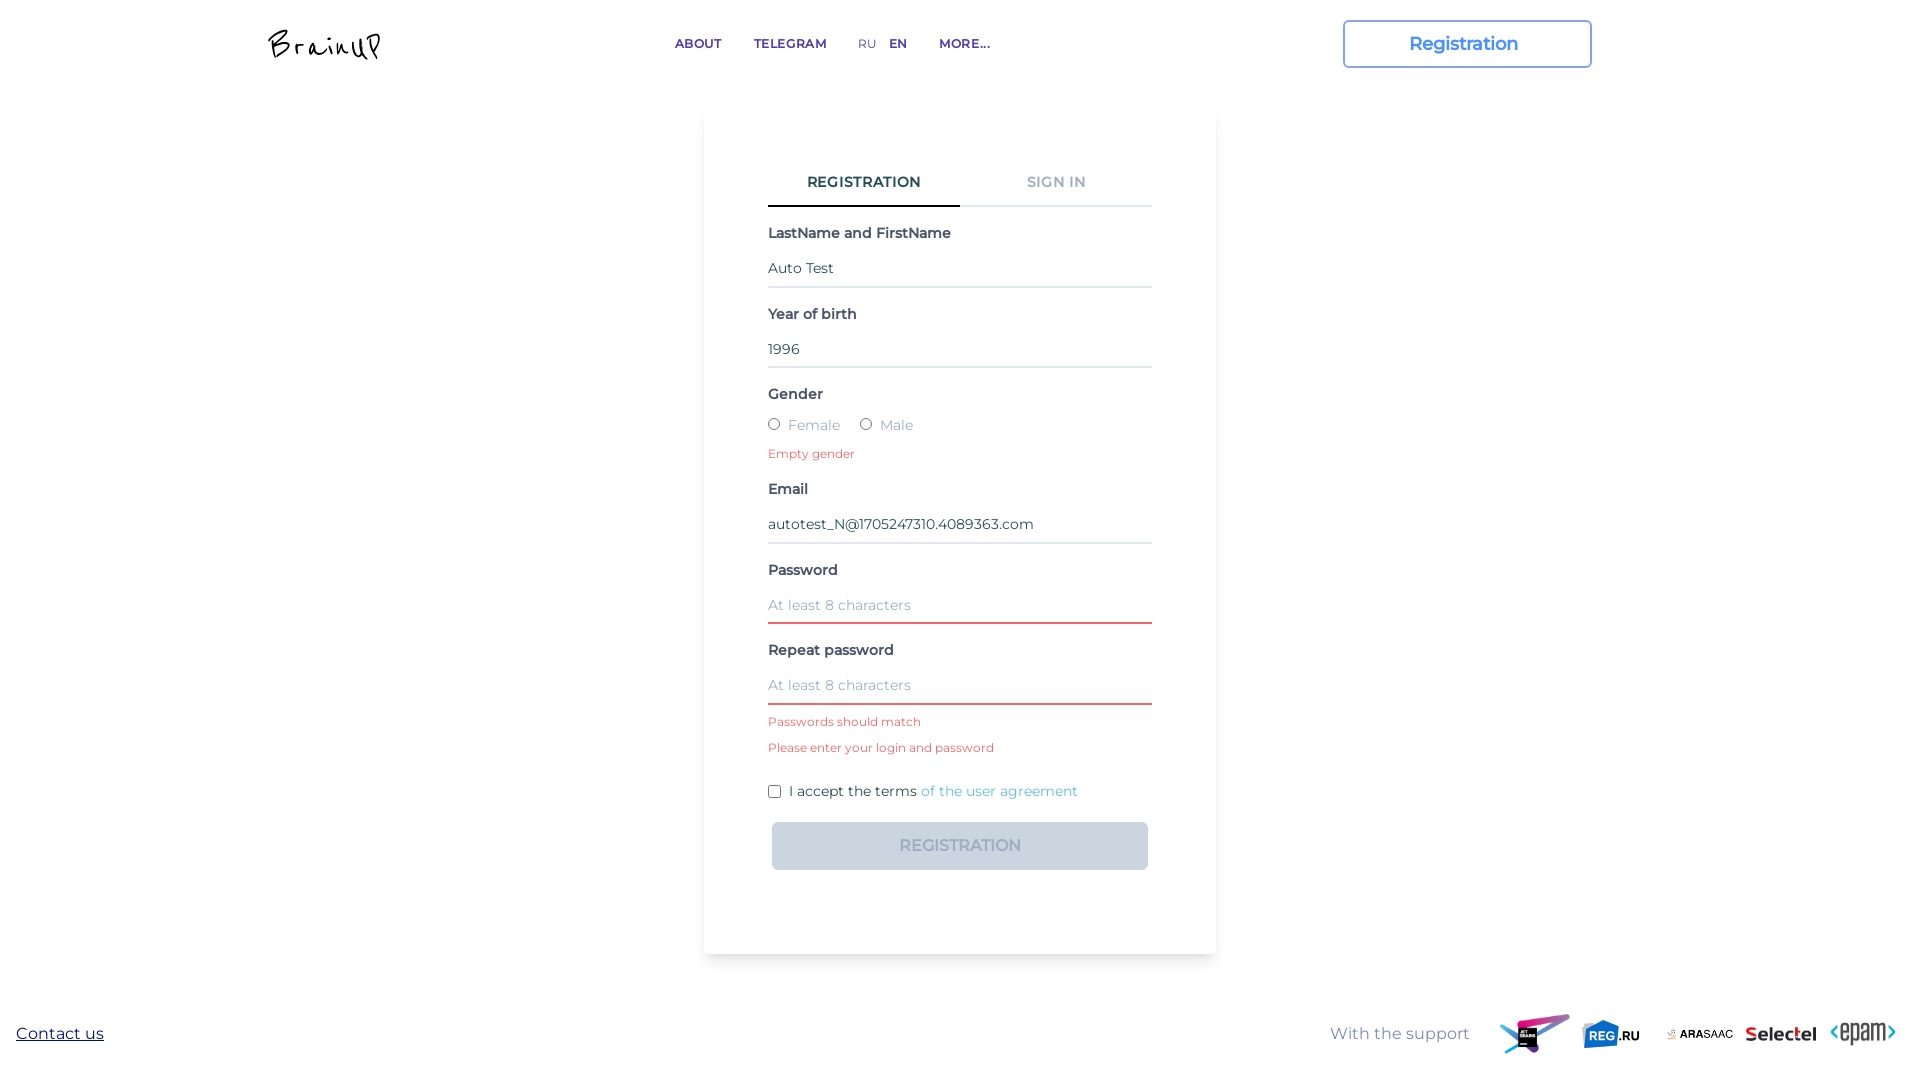 BrainUP
ABOUT
TELEGRAM
RU
EN
MORE...
Registration
REGISTRATION
SIGN IN
LastName and FirstName
Auto Test
Year of birth
1996
Gender
Female
Male
Empty gender
Email
autotest_N@1705247310.4089363.com
Password
At least 8 characters
Repeat password
At least 8 characters
Passwords should match
Please enter your login and password
I accept the terms of the user agreement
REGISTRATION
Contact us
With the support
JET BRAINS
REG.RU
ARASAAC
Selectel
<epam>